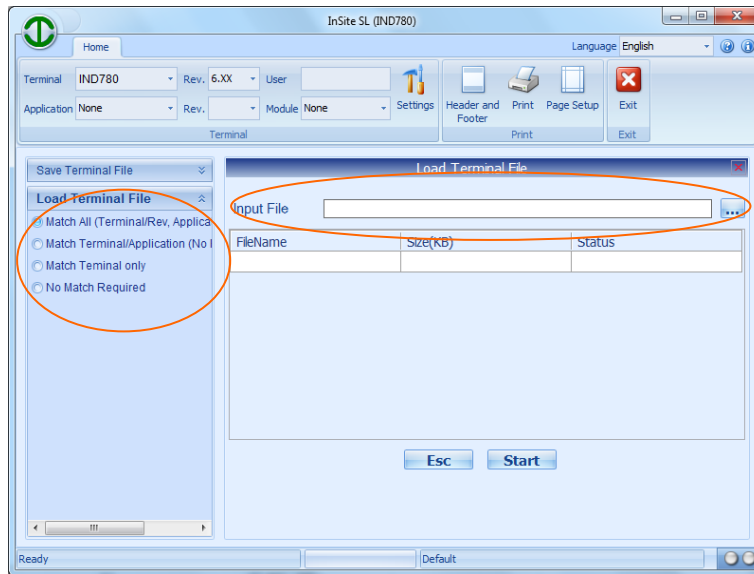 InSite SL (IND780)
Home
Language English
Terminal IND780 Rev. 6.XX User
Application None Rev. Module None
Settings
Header and Footer
Print
Page Setup
Exit
Terminal
Print
Exit
Save Terminal File
Load Terminal File
Match All (Terminal/Rev, Applica
Match Terminal/Application (No
Match Teminal only
No Match Required
Load Terminal File
Input File
...
FileName Size(KB) Status
Esc Start
Ready Default